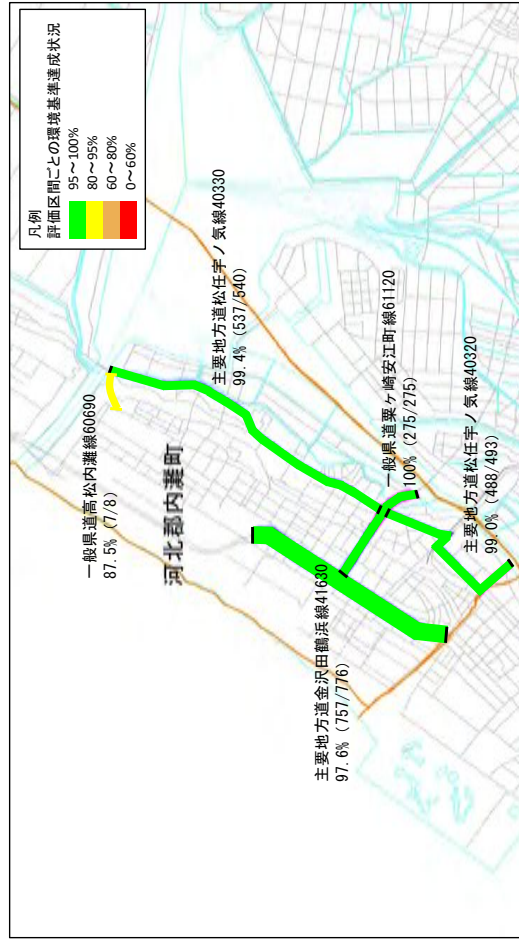 凡例
評価区間ごとの環境基準達成状況
95～100%
80～95%
60～80%
0～60%
一般県道高松内灘線60690
87.5% (7/8)
河北郡内灘町
主要地方道松任宇ノ気線40330
99.4% (537/540)
一般県道粟ヶ崎安江町線61120
100% (275/275)
主要地方道金沢田鶴浜線41630
97.6% (757/776)
主要地方道松任宇ノ気線40320
99.0% (488/493)